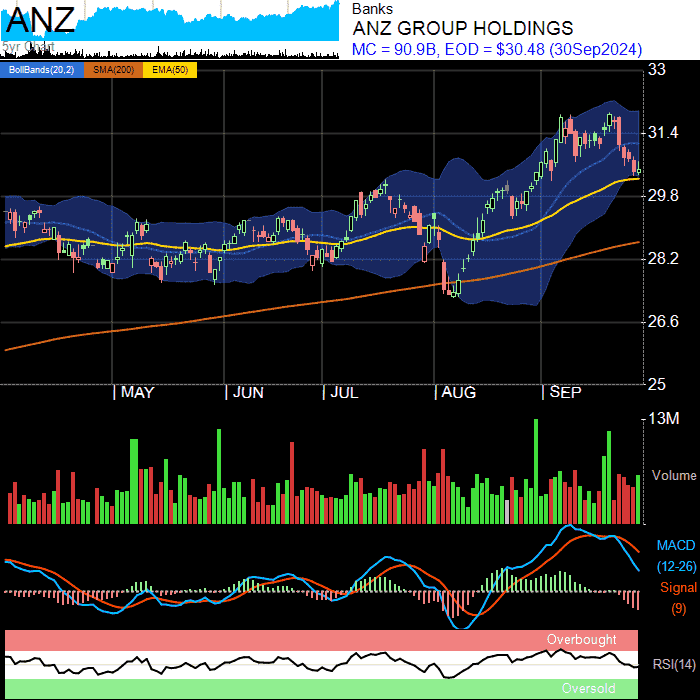 ANZ
5yr Chart
Banks
ANZ GROUP HOLDINGS
MC = 90.9B, EOD = $30.48 (30Sep2024)
BollBands(20,2) SMA(200) EMA(50)
33
31.4
29.8
28.2
26.6
25
MAY JUN JUL AUG SEP
13M
Volume
MACD
(12-26)
Signal
(9)
Overbought
RSI(14)
Oversold